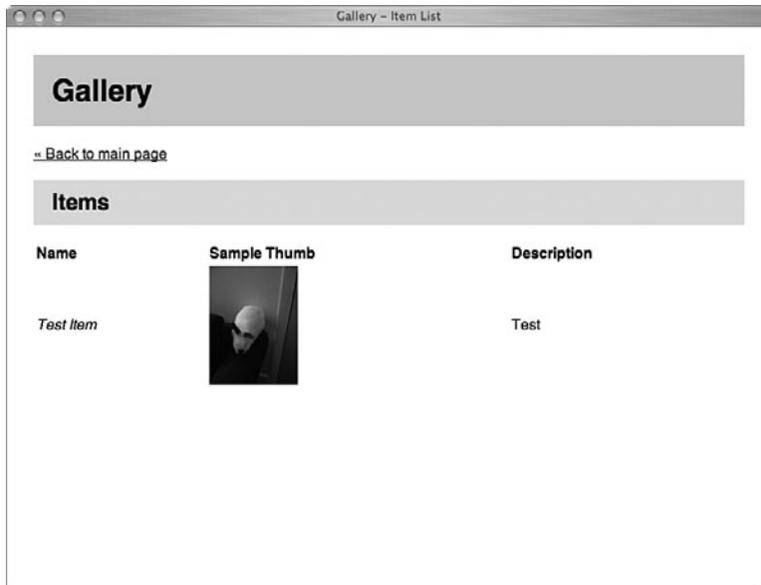 Gallery – Item List
Gallery
« Back to main page
Items
Name Sample Thumb Description
Test Item Test